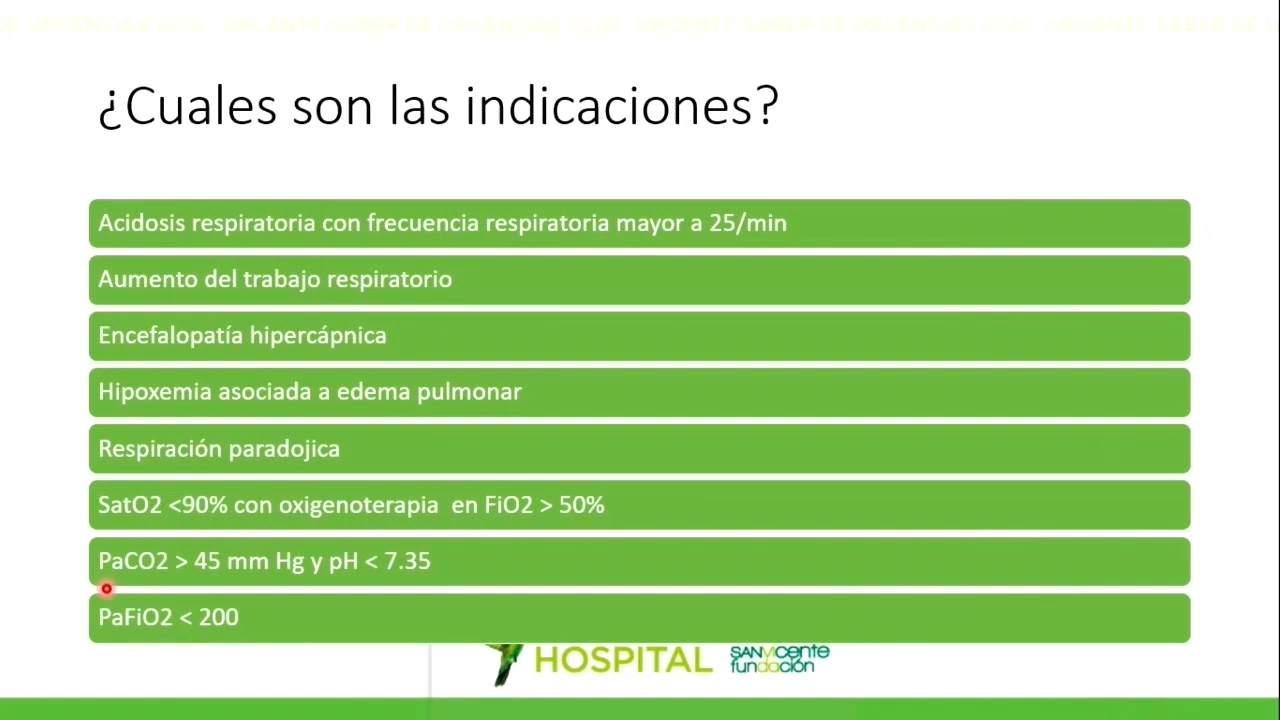 ¿Cuales son las indicaciones?
Acidosis respiratoria con frecuencia respiratoria mayor a 25/min
Aumento del trabajo respiratorio
Encefalopatía hipercápnica
Hipoxemia asociada a edema pulmonar
Respiración paradojica
SatO2 <90% con oxigenoterapia en FiO2 > 50%
PaCO2 > 45 mm Hg y pH < 7.35
PaFiO2 < 200
HOSPITAL
SANVICENTE
fundación